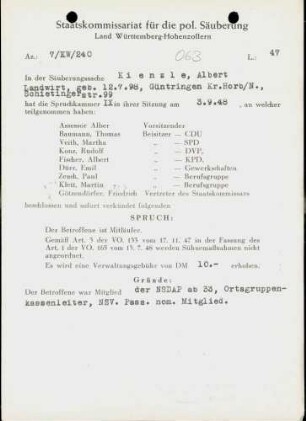 Staatskommissariat für die pol. Säuberung
Land Württemberg-Hohenzollern
Az.: 7/XW/240 063 L.: 47
In der Säuberungssache Kienzle, Albert
Landwirt, geb. 12.7.98, Güntringen Kr.Horb/N.,
Schietingerstr.99
hat die Spruchkammer IX in ihrer Sitzung am 3.9.48, an welcher
teilgenommen haben:
Assessor Alber Vorsitzender
Baumann, Thomas Beisitzer — CDU
Veith, Martha „ — SPD
Konz, Rudolf „ — DVP,
Fischer, Albert „ — KPD,
Dürr, Emil „ — Gewerkschaften
Zenth, Paul „ — Berufsgruppe
Kleit, Martin „ — Berufsgruppe
Götzendörfer, Friedrich Vertreter des Staatskommissars
beschlossen und sofort verkündet folgenden
SPRUCH:
Der Betroffene ist Mitläufer.
Gemäß Art. 5 der VO. 133 vom 17. 11. 47 in der Fassung des
Art. 1 der VO. 165 vom 13. 7. 48 werden Sühnemaßnahmen nicht
angeordnet.
Es wird eine Verwaltungsgebühr von DM 10.- erhoben.
Gründe:
Der Betroffene war Mitglied der NSDAP ab 33, Ortsgruppen-
kassenleiter, NSV. Pass. nom. Mitglied.